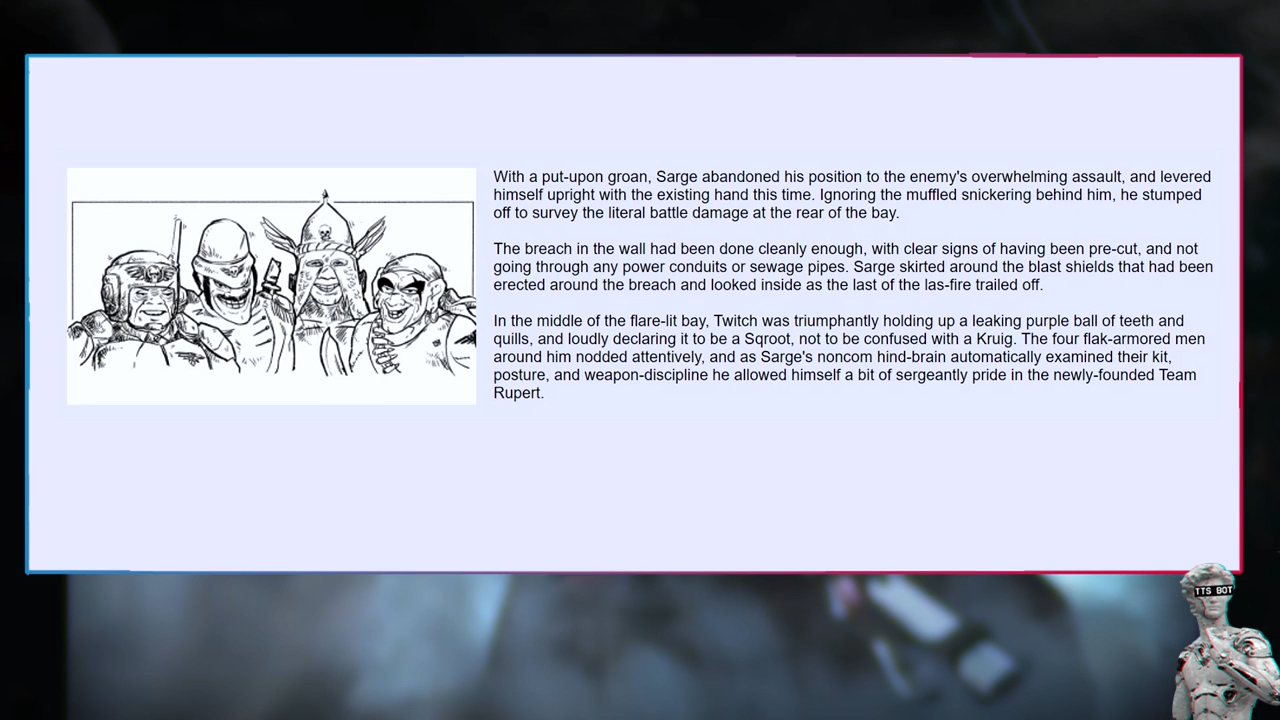 With a put-upon groan, Sarge abandoned his position to the enemy's overwhelming assault, and levered
himself upright with the existing hand this time. Ignoring the muffled snickering behind him, he stumped
off to survey the literal battle damage at the rear of the bay.
The breach in the wall had been done cleanly enough, with clear signs of having been pre-cut, and not
going through any power conduits or sewage pipes. Sarge skirted around the blast shields that had been
erected around the breach and looked inside as the last of the las-fire trailed off.
In the middle of the flare-lit bay, Twitch was triumphantly holding up a leaking purple ball of teeth and
quills, and loudly declaring it to be a Sqroot, not to be confused with a Kruig. The four flak-armored men
around him nodded attentively, and as Sarge's noncom hind-brain automatically examined their kit,
posture, and weapon-discipline he allowed himself a bit of sergeantly pride in the newly-founded Team
Rupert.
TTS BOT